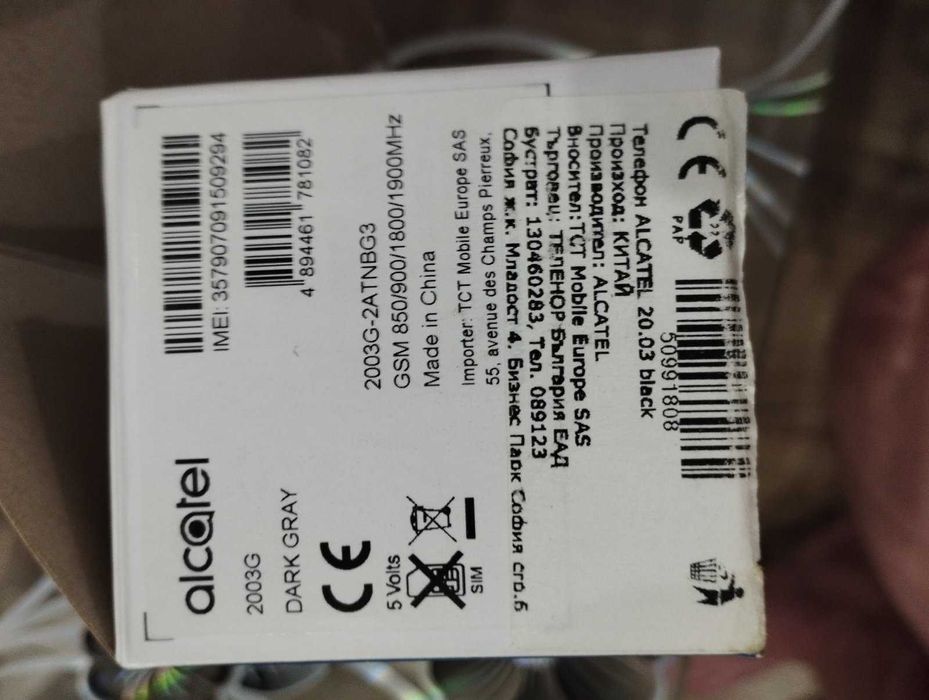 IMEI: 357907091509294
4 894461 781082
alcatel
2003G
DARK GRAY
5 Volts
SIM
2003G-2ATNBG3
GSM 850/900/1800/1900MHz
Made in China
Importer: TCT Mobile Europe SAS
55, avenue des Champs Pierreux,
CE
PAP
Телефон ALCATEL 20.03 black
Произход: КИТАЙ
Производител: ALCATEL
Вносител: TCT Mobile Europe SAS
Търговец: ТЕЛЕНОР България ЕАД
Бустрат: 130460283, Тел. 089123
София ж.к. Младост 4, Бизнес Парк София сгр.6
50991808